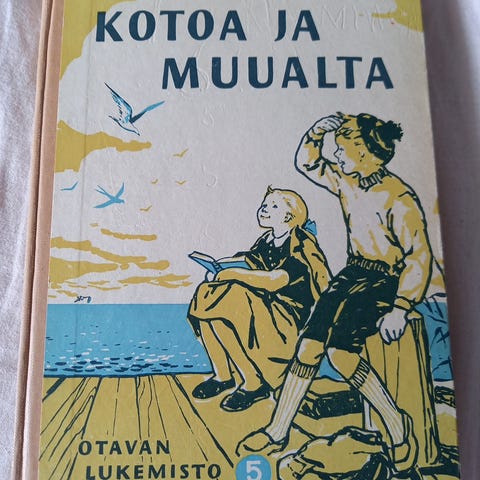 KOTOA JA
MUUALTA
OTAVAN
LUKEMISTO 5